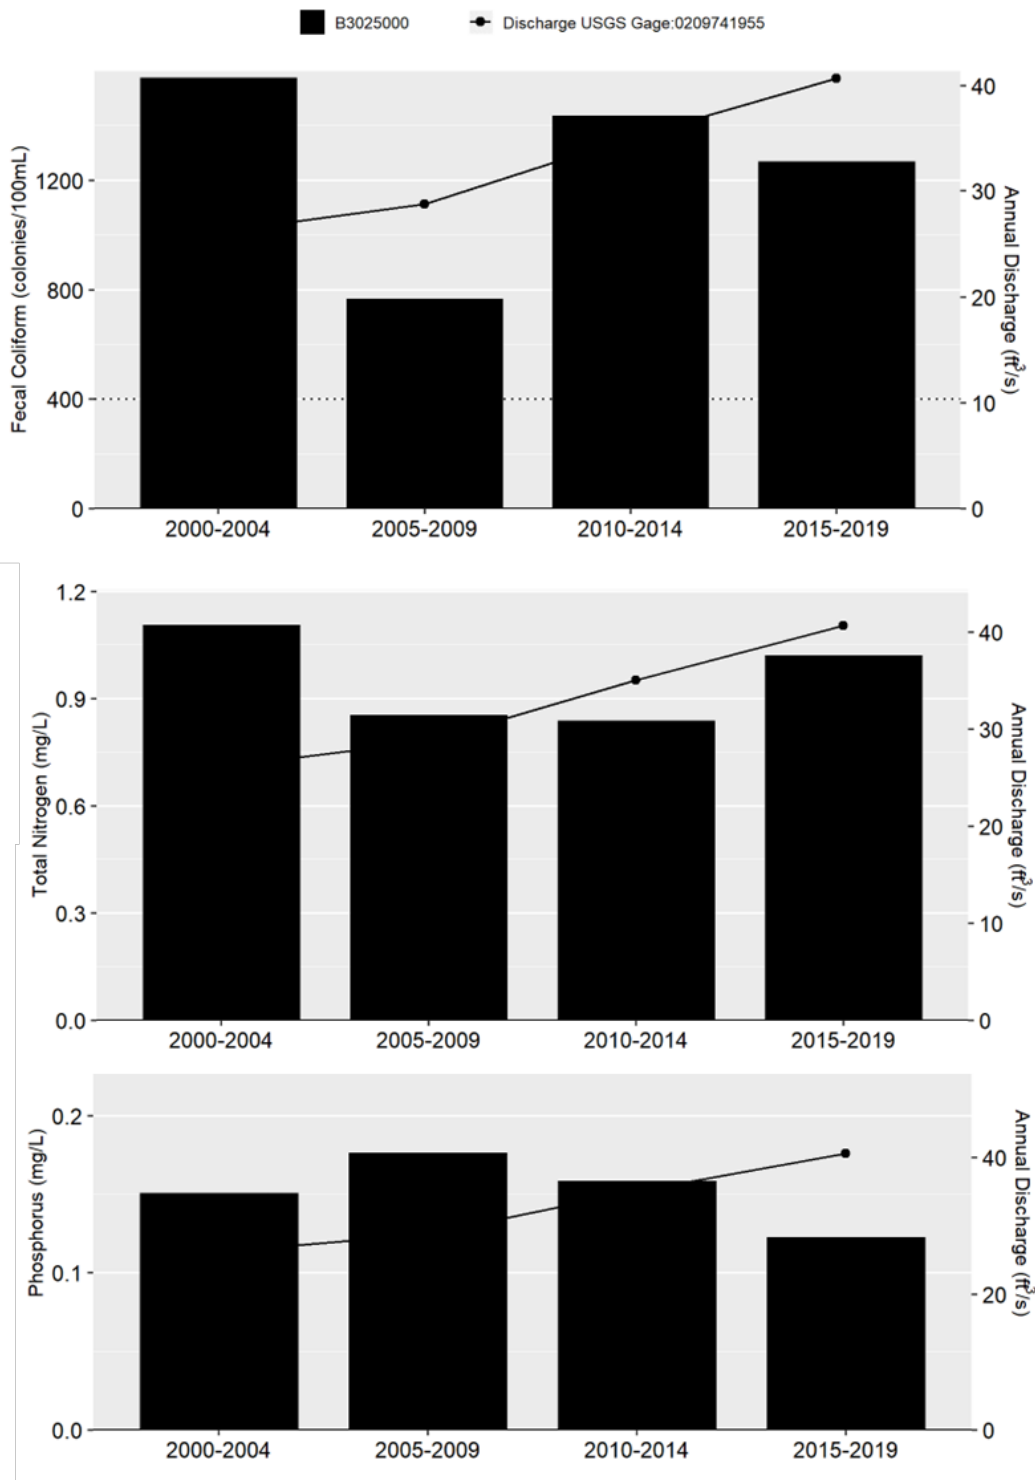 B3025000 Discharge USGS Gage:0209741955
Fecal Coliform (colonies/100mL)
1200
800
400
0
40
30
20
10
0
Annual Discharge (ft³/s)
2000-2004 2005-2009 2010-2014 2015-2019
Total Nitrogen (mg/L)
1.2
0.9
0.6
0.3
0.0
40
30
20
10
0
Annual Discharge (ft³/s)
2000-2004 2005-2009 2010-2014 2015-2019
Phosphorus (mg/L)
0.2
0.1
0.0
40
20
0
Annual Discharge (ft³/s)
2000-2004 2005-2009 2010-2014 2015-2019